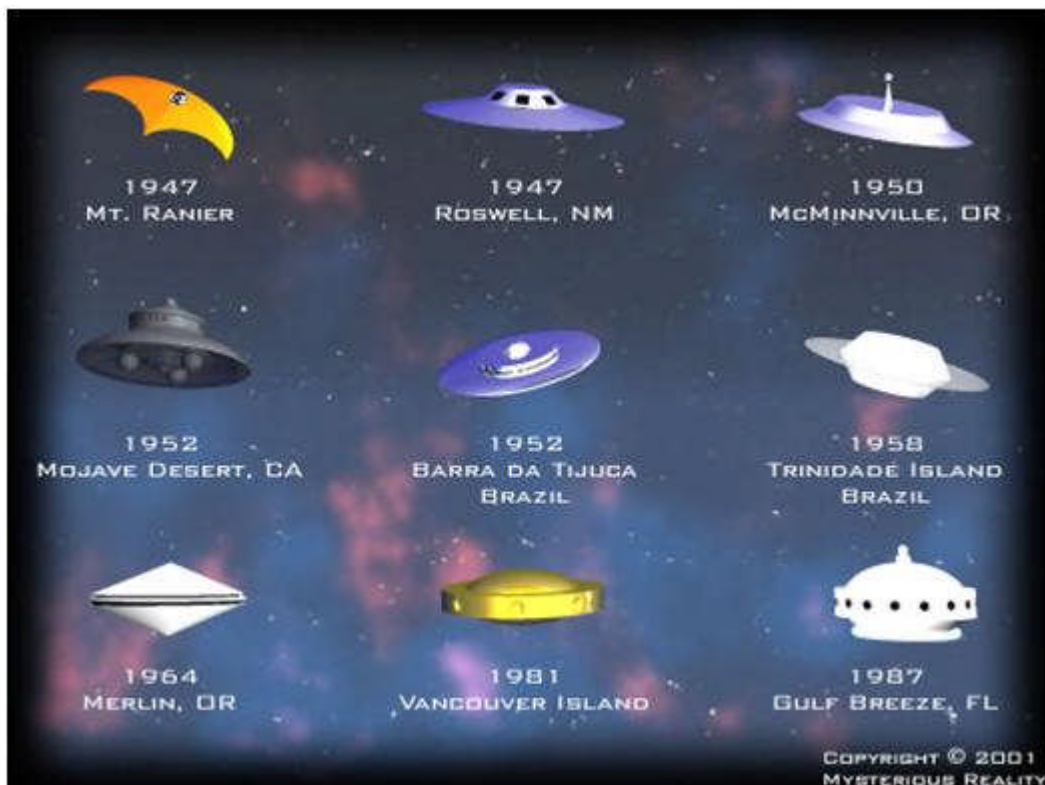 1947
Mt. Ranier
1947
Roswell, NM
1950
McMinnville, OR
1952
Mojave Desert, CA
1952
Barra da Tijuca
Brazil
1958
Trinidade Island
Brazil
1964
Merlin, OR
1981
Vancouver Island
1987
Gulf Breeze, FL
Copyright © 2001
Mysterious Reality